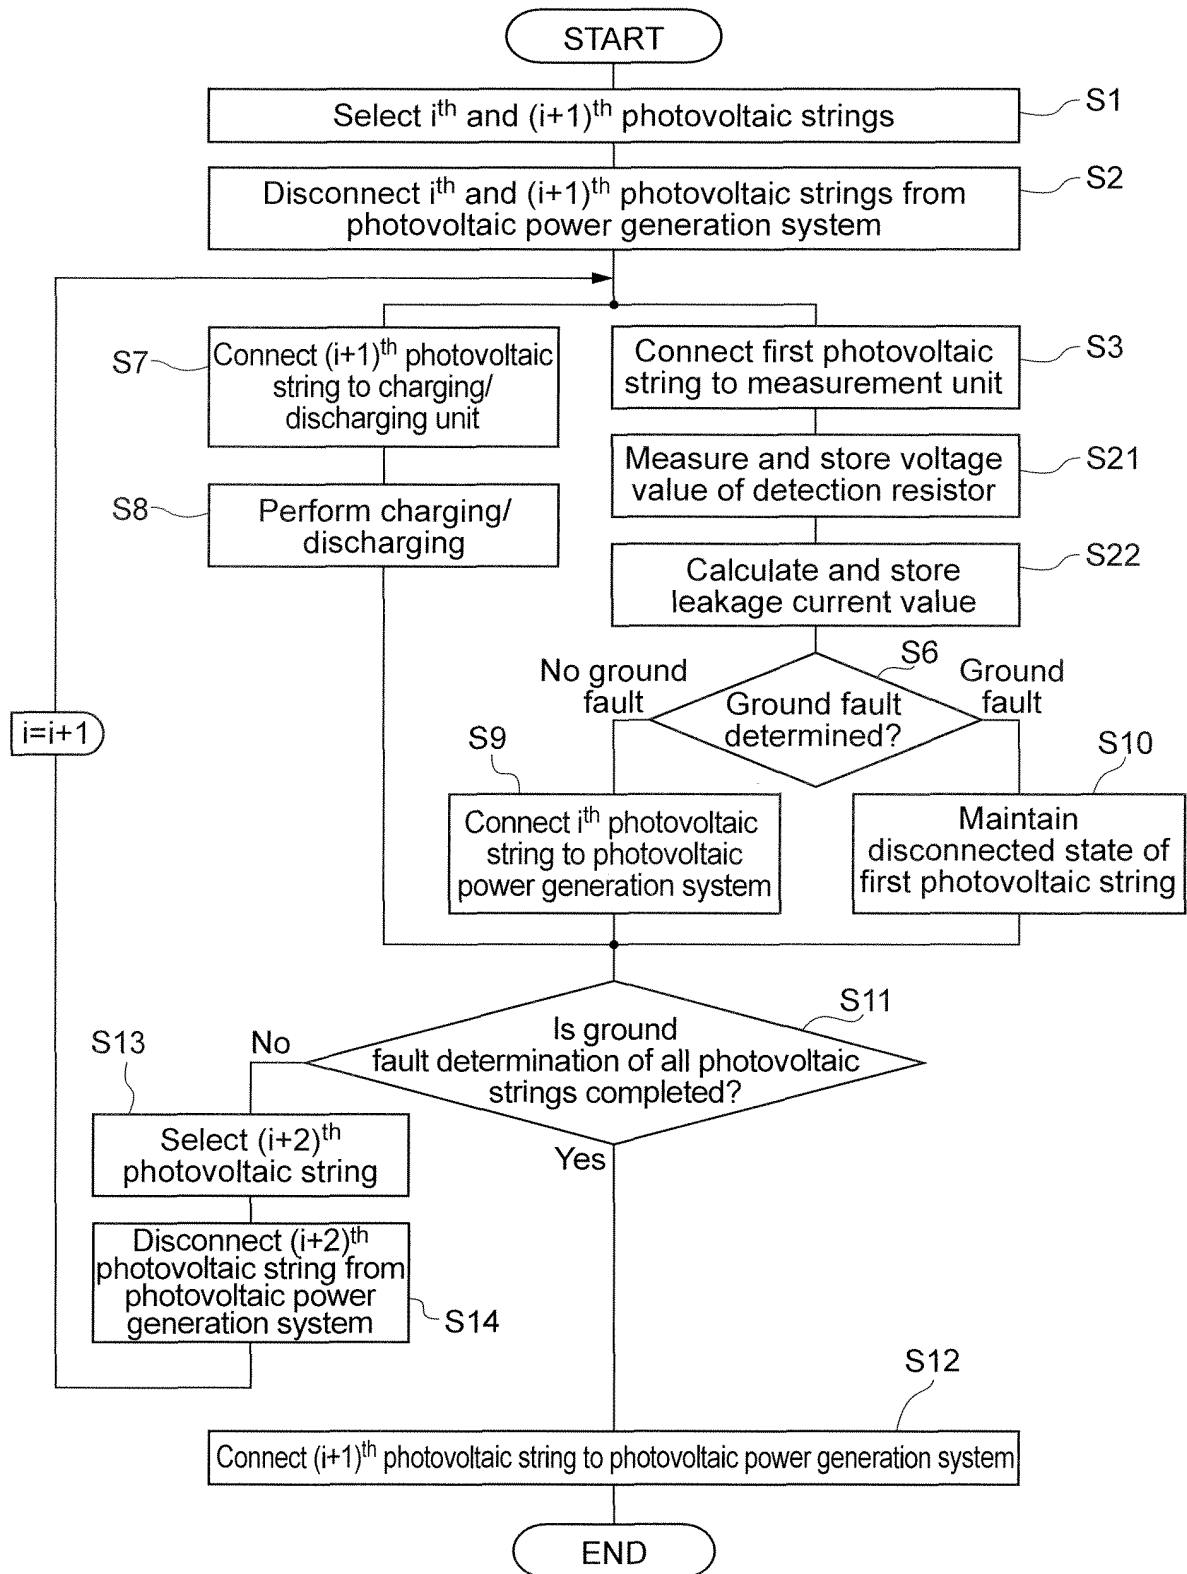 START
Select iᵗʰ and (i+1)ᵗʰ photovoltaic strings
S1
Disconnect iᵗʰ and (i+1)ᵗʰ photovoltaic strings from
photovoltaic power generation system
S2
S7
Connect (i+1)ᵗʰ photovoltaic
string to charging/
discharging unit
Connect first photovoltaic
string to measurement unit
S3
S8
Perform charging/
discharging
Measure and store voltage
value of detection resistor
S21
Calculate and store
leakage current value
S22
No ground
fault
S6
Ground
fault
Ground fault
determined?
i=i+1
S9
S10
Connect iᵗʰ photovoltaic
string to photovoltaic
power generation system
Maintain
disconnected state of
first photovoltaic string
S11
Is ground
fault determination of all photovoltaic
strings completed?
S13
No
Yes
Select (i+2)ᵗʰ
photovoltaic string
Disconnect (i+2)ᵗʰ
photovoltaic string from
photovoltaic power
generation system
S14
S12
Connect (i+1)ᵗʰ photovoltaic string to photovoltaic power generation system
END